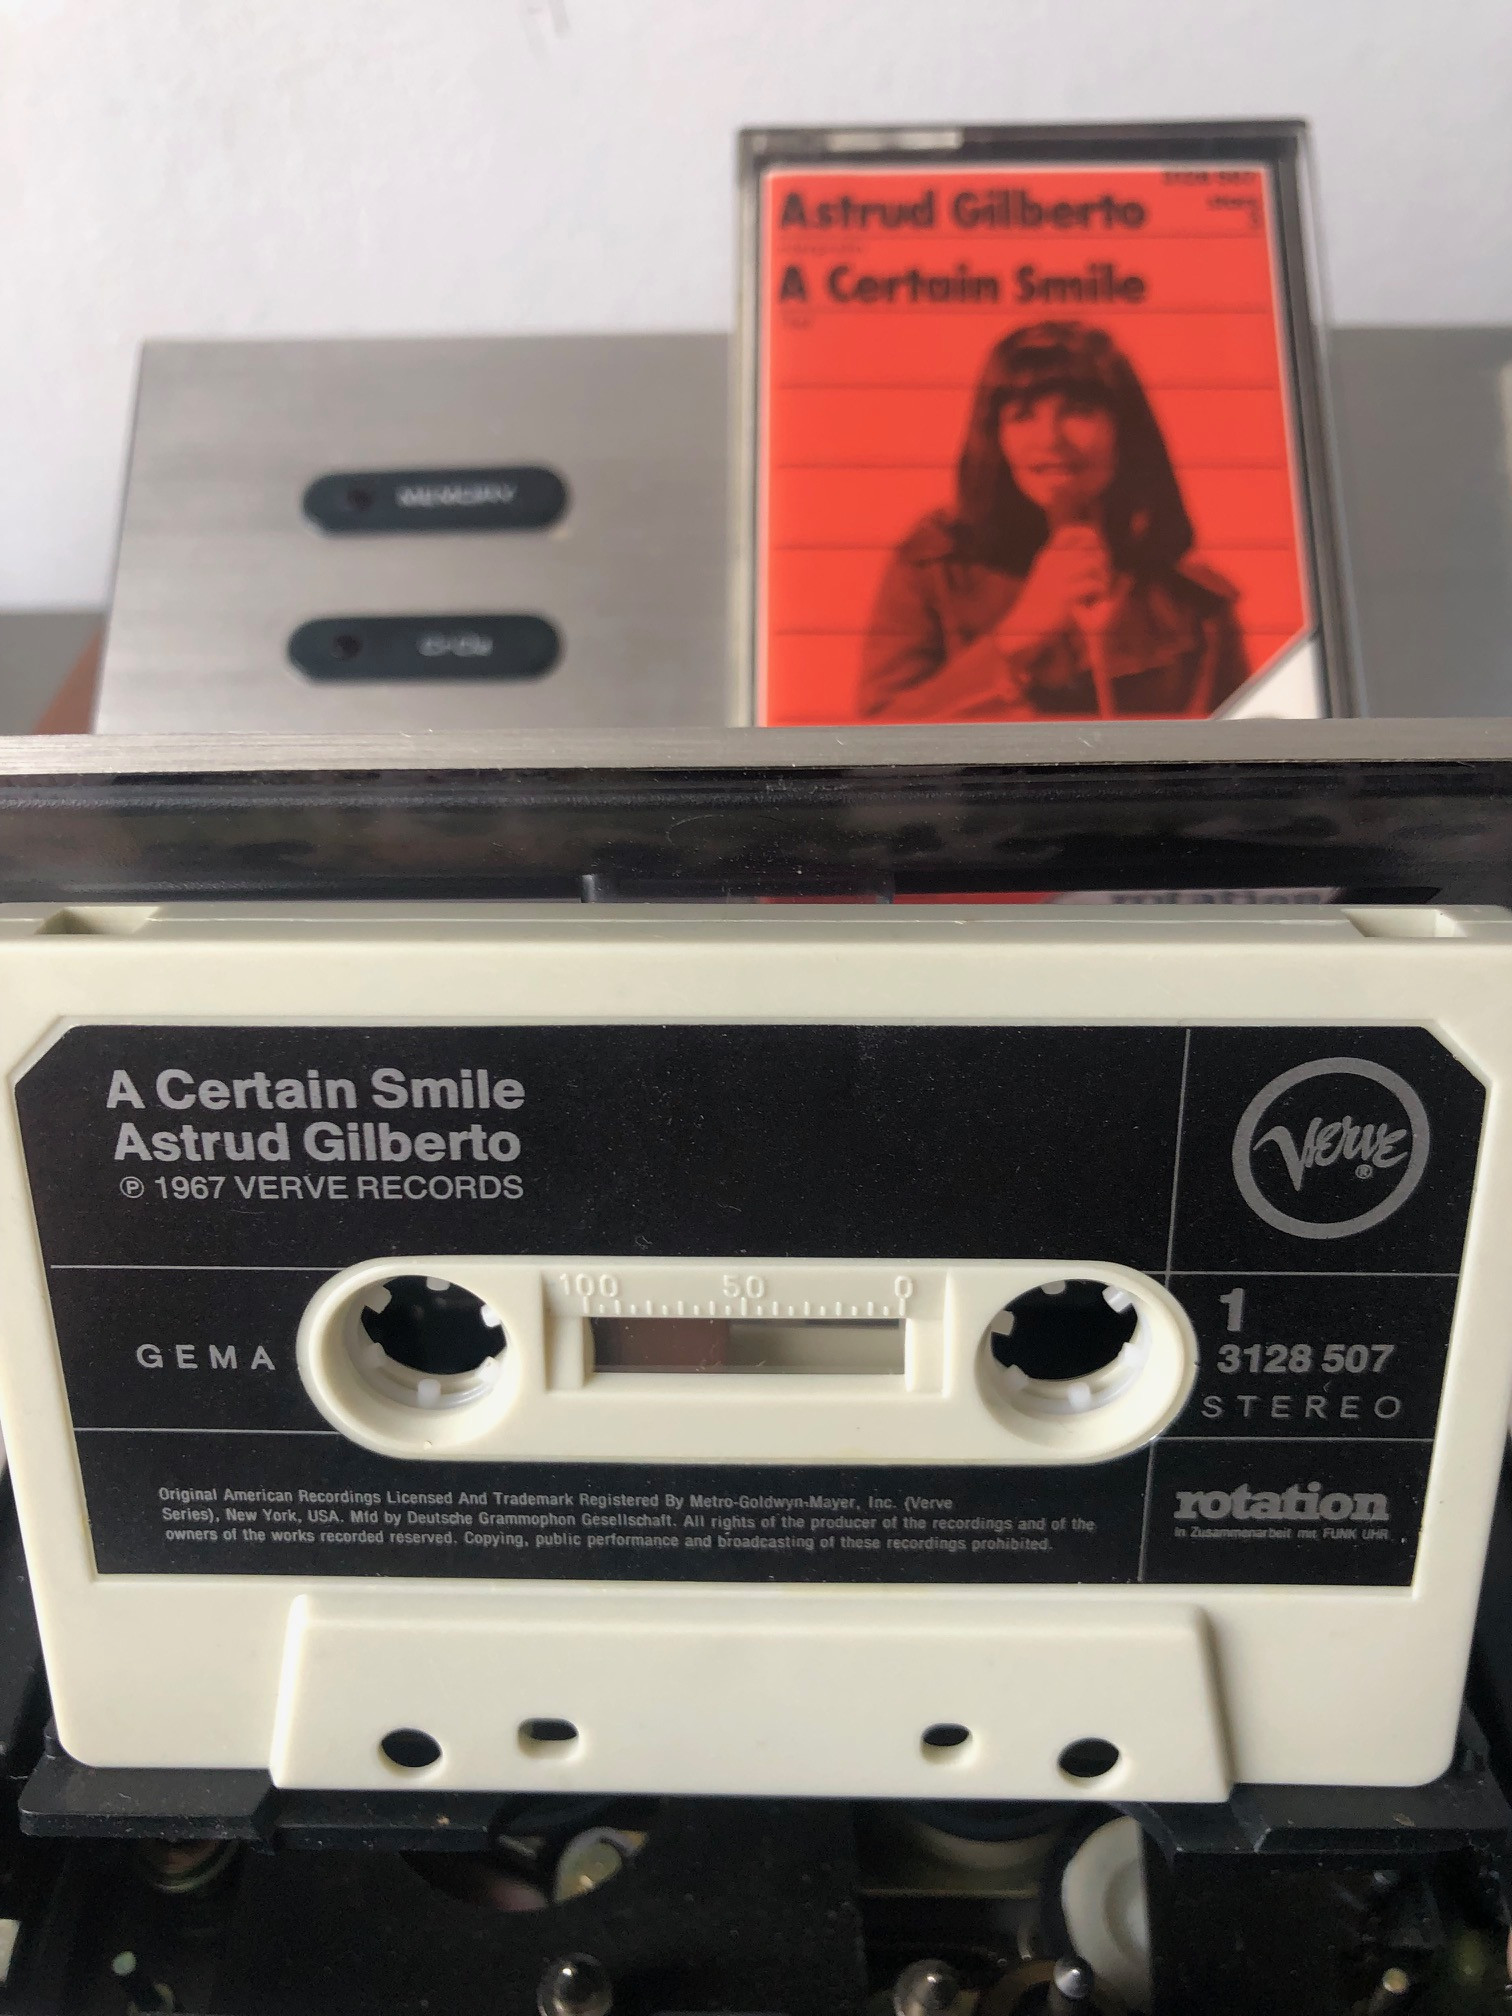 3128 507
Astrud Gilberto
A Certain Smile
MEMORY
A Certain Smile
Astrud Gilberto
℗ 1967 VERVE RECORDS
Verve®
100 50 0
GEMA
1
3128 507
STEREO
Original American Recordings Licensed And Trademark Registered By Metro-Goldwyn-Mayer, Inc. (Verve
Series), New York, USA. Mfd by Deutsche Grammophon Gesellschaft. All rights of the producer of the recordings and of the
owners of the works recorded reserved. Copying, public performance and broadcasting of these recordings prohibited.
rotation
in Zusammenarbeit mit FUNK UHR